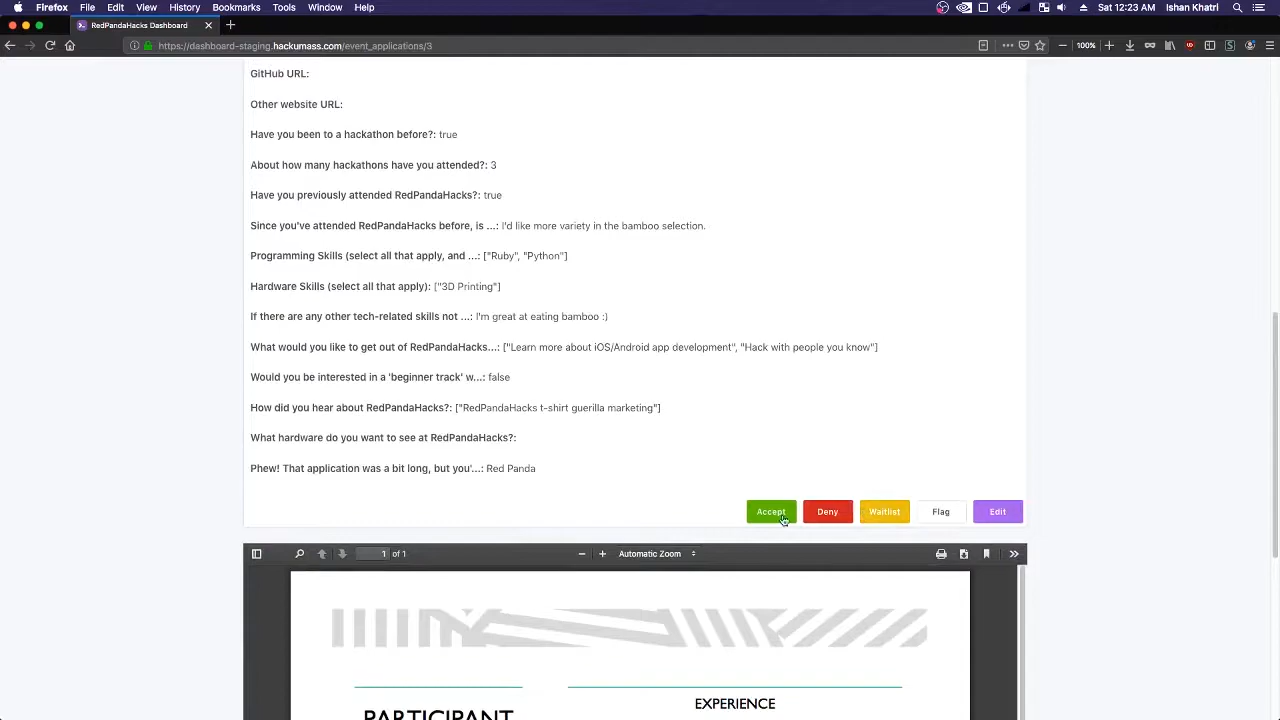 Firefox File Edit View History Bookmarks Tools Window Help Sat 12:23 AM Ishan Khatri
RedPandaHacks Dashboard
https://dashboard-staging.hackumass.com/event_applications/3 100%
GitHub URL:
Other website URL:
Have you been to a hackathon before?: true
About how many hackathons have you attended?: 3
Have you previously attended RedPandaHacks?: true
Since you've attended RedPandaHacks before, is ...: I'd like more variety in the bamboo selection.
Programming Skills (select all that apply, and ...: ["Ruby", "Python"]
Hardware Skills (select all that apply): ["3D Printing"]
If there are any other tech-related skills not ...: I'm great at eating bamboo :)
What would you like to get out of RedPandaHacks...: ["Learn more about iOS/Android app development", "Hack with people you know"]
Would you be interested in a 'beginner track' w...: false
How did you hear about RedPandaHacks?: ["RedPandaHacks t-shirt guerilla marketing"]
What hardware do you want to see at RedPandaHacks?:
Phew! That application was a bit long, but you'...: Red Panda
Accept Deny Waitlist Flag Edit
1 of 1 Automatic Zoom
EXPERIENCE
PARTICIPANT